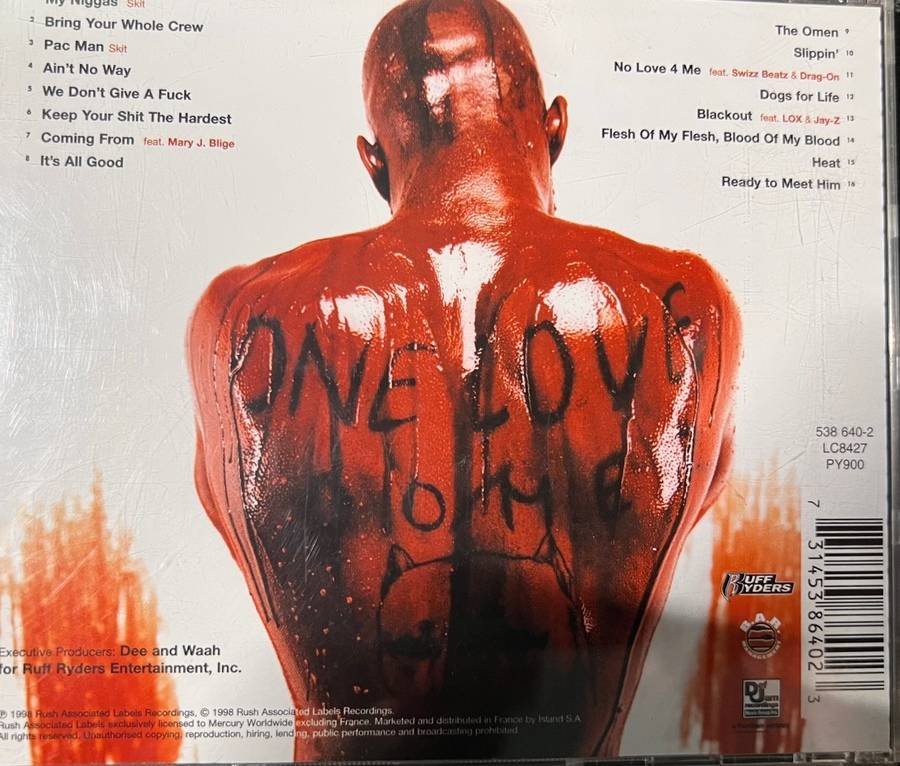 My Niggas Skit
2 Bring Your Whole Crew
3 Pac Man Skit
4 Ain't No Way
5 We Don't Give A Fuck
6 Keep Your Shit The Hardest
7 Coming From feat. Mary J. Blige
8 It's All Good
The Omen 9
Slippin' 10
No Love 4 Me feat. Swizz Beatz & Drag-On 11
Dogs for Life 12
Blackout feat. LOX & Jay-Z 13
Flesh Of My Flesh, Blood Of My Blood 14
Heat 15
Ready to Meet Him 16
ONE LOVE
538 640-2
LC8427
PY900
7 31453 86402 3
RUFF
RYDERS
Def Jam
recordings
Executive Producers: Dee and Waah
for Ruff Ryders Entertainment, Inc.
℗ 1998 Rush Associated Labels Recordings, © 1998 Rush Associated Labels Recordings.
Rush Associated Labels exclusively licensed to Mercury Worldwide excluding France. Marketed and distributed in France by Island S.A
All rights reserved. Unauthorised copying, reproduction, hiring, lending, public performance and broadcasting prohibited